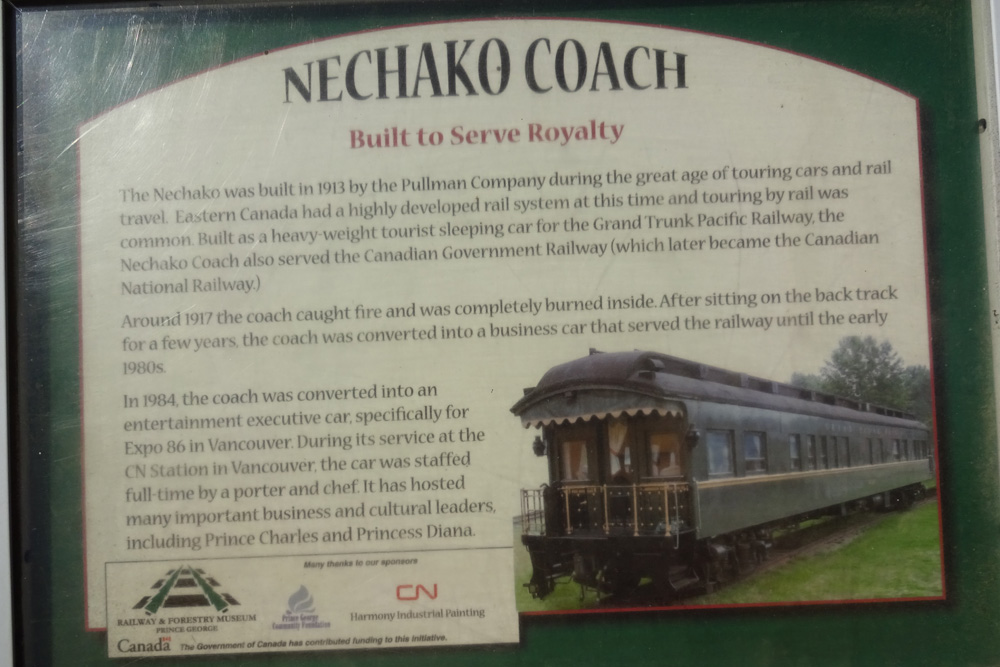 NECHAKO COACH
Built to Serve Royalty
The Nechako was built in 1913 by the Pullman Company during the great age of touring cars and rail
travel. Eastern Canada had a highly developed rail system at this time and touring by rail was
common. Built as a heavy-weight tourist sleeping car for the Grand Trunk Pacific Railway, the
Nechako Coach also served the Canadian Government Railway (which later became the Canadian
National Railway.)
Around 1917 the coach caught fire and was completely burned inside. After sitting on the back track
for a few years, the coach was converted into a business car that served the railway until the early
1980s.
In 1984, the coach was converted into an
entertainment executive car, specifically for
Expo 86 in Vancouver. During its service at the
CN Station in Vancouver, the car was staffed
full-time by a porter and chef. It has hosted
many important business and cultural leaders,
including Prince Charles and Princess Diana.
Many thanks to our sponsors
RAILWAY & FORESTRY MUSEUM
PRINCE GEORGE
Prince George
Community Foundation
CN
Harmony Industrial Painting
Canada
The Government of Canada has contributed funding to this initiative.